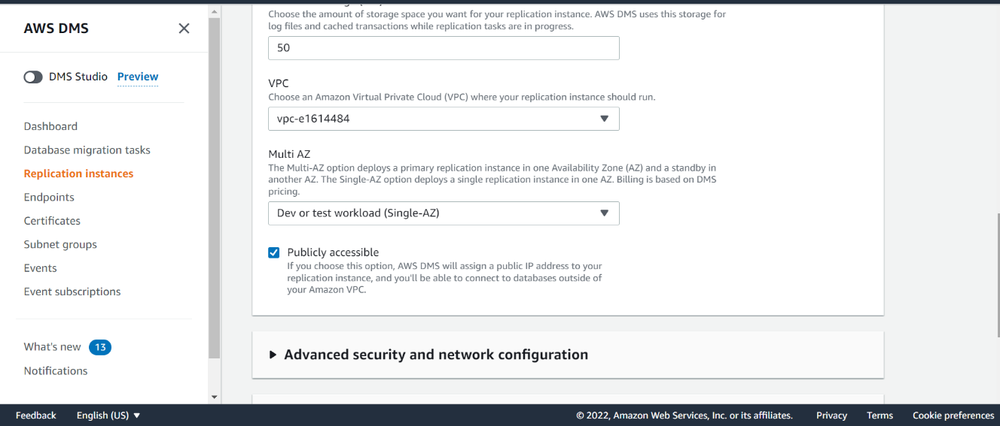 AWS DMS
DMS Studio Preview
Dashboard
Database migration tasks
Replication instances
Endpoints
Certificates
Subnet groups
Events
Event subscriptions
What's new 13
Notifications
Choose the amount of storage space you want for your replication instance. AWS DMS uses this storage for
log files and cached transactions while replication tasks are in progress.
50
VPC
Choose an Amazon Virtual Private Cloud (VPC) where your replication instance should run.
vpc-e1614484
Multi AZ
The Multi-AZ option deploys a primary replication instance in one Availability Zone (AZ) and a standby in
another AZ. The Single-AZ option deploys a single replication instance in one AZ. Billing is based on DMS
pricing.
Dev or test workload (Single-AZ)
Publicly accessible
If you choose this option, AWS DMS will assign a public IP address to your
replication instance, and you'll be able to connect to databases outside of
your Amazon VPC.
Advanced security and network configuration
Feedback English (US) © 2022, Amazon Web Services, Inc. or its affiliates. Privacy Terms Cookie preferences